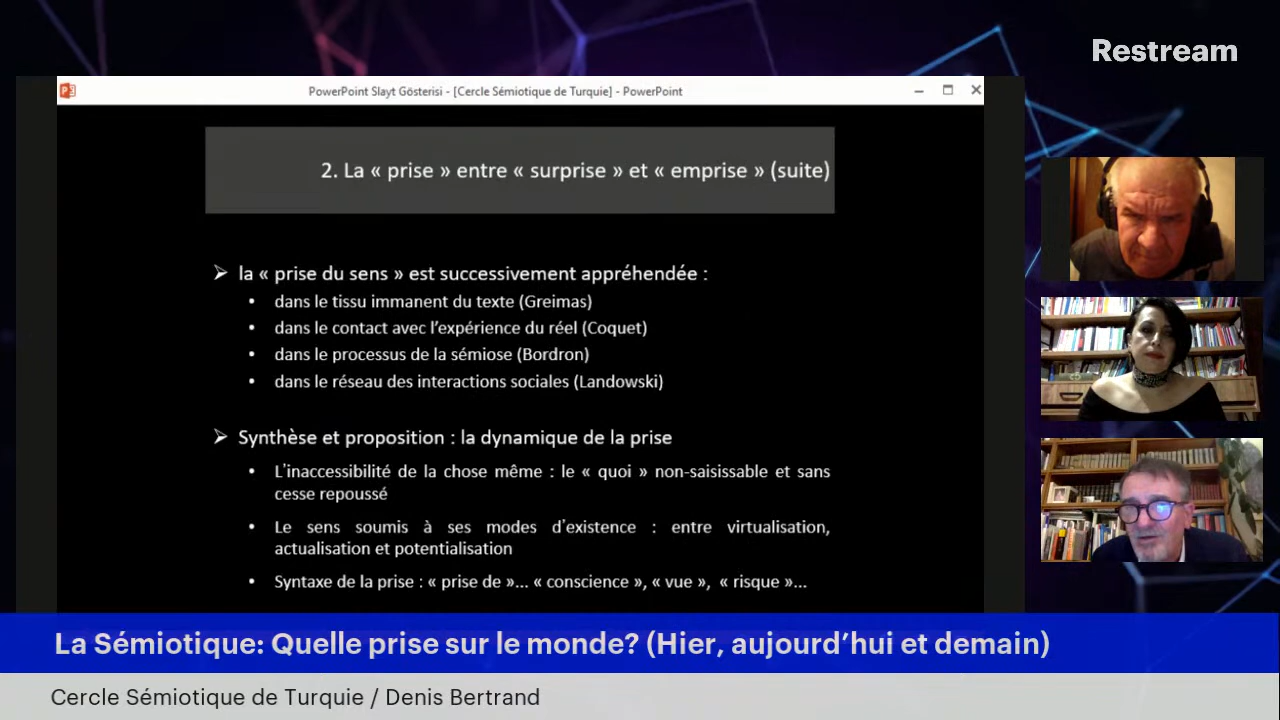 Restream
PowerPoint Slayt Gösterisi - [Cercle Sémiotique de Turquie] - PowerPoint
2. La « prise » entre « surprise » et « emprise » (suite)
➢ la « prise du sens » est successivement appréhendée :
• dans le tissu immanent du texte (Greimas)
• dans le contact avec l'expérience du réel (Coquet)
• dans le processus de la sémiose (Bordron)
• dans le réseau des interactions sociales (Landowski)
➢ Synthèse et proposition : la dynamique de la prise
• L'inaccessibilité de la chose même : le « quoi » non-saisissable et sans
cesse repoussé
• Le sens soumis à ses modes d'existence : entre virtualisation,
actualisation et potentialisation
• Syntaxe de la prise : « prise de »... « conscience », « vue », « risque »...
La Sémiotique: Quelle prise sur le monde? (Hier, aujourd’hui et demain)
Cercle Sémiotique de Turquie / Denis Bertrand